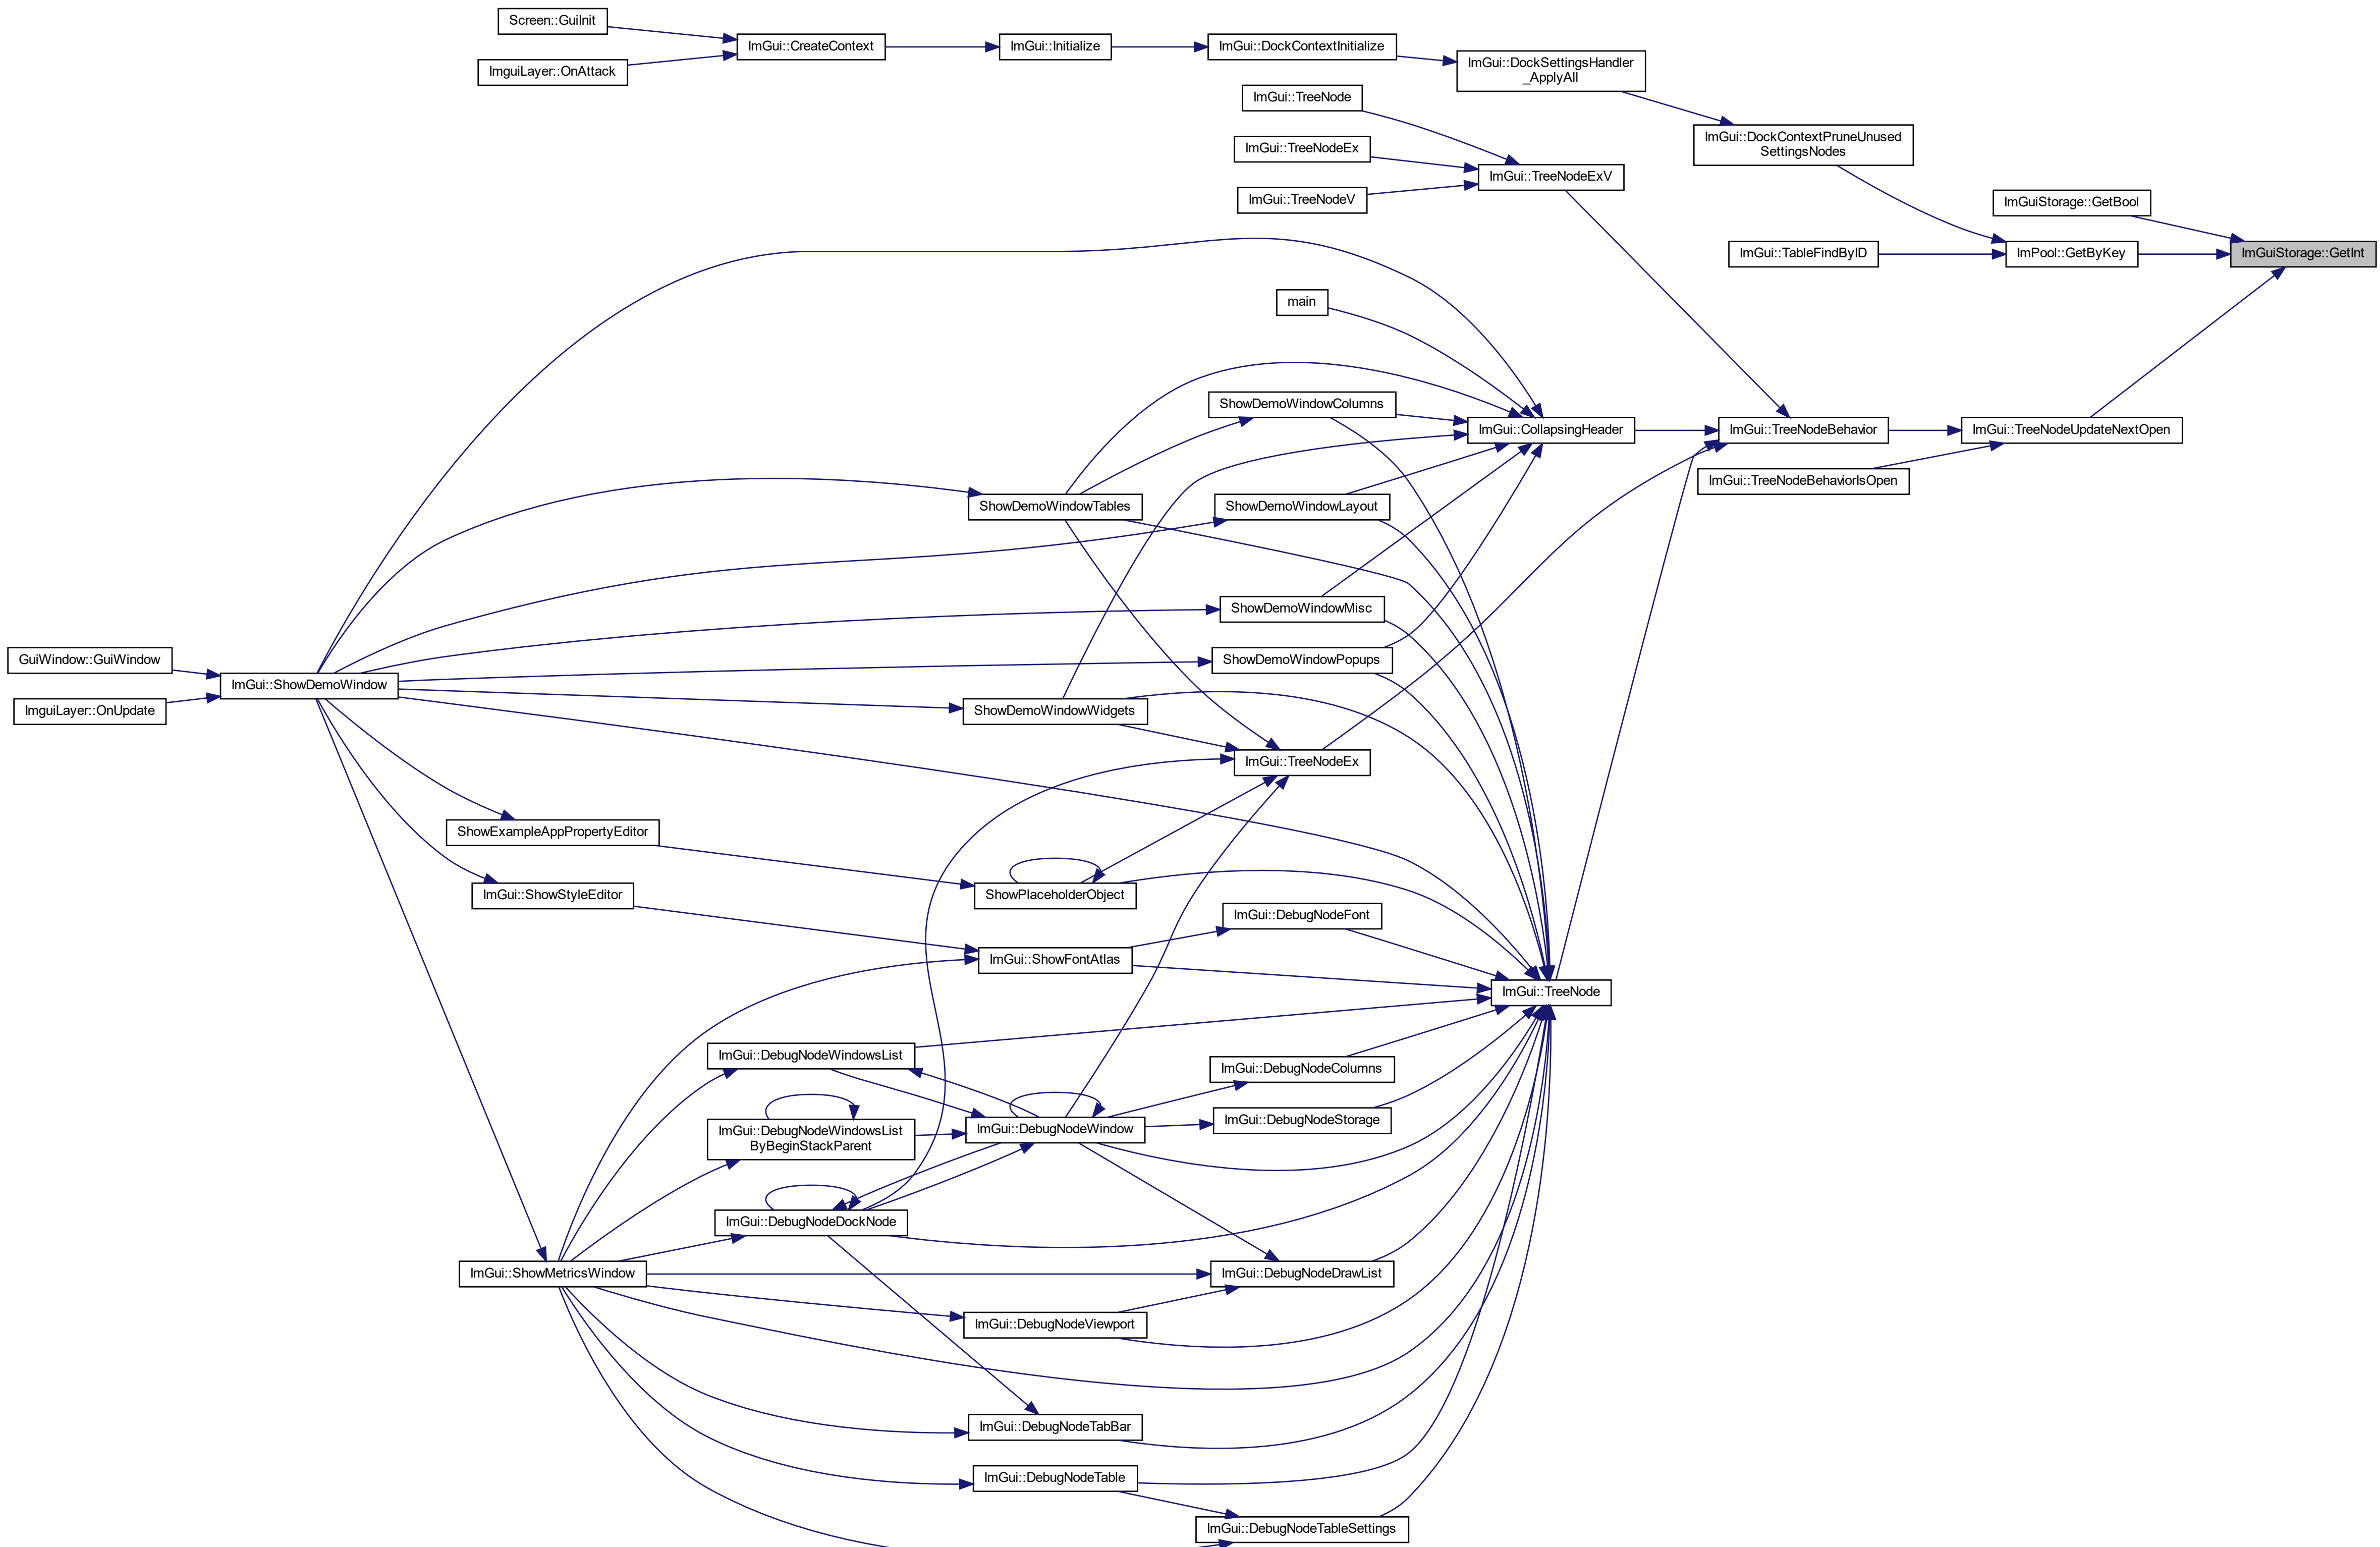 Screen::GuiInit
ImguiLayer::OnAttack
ImGui::CreateContext
ImGui::Initialize
ImGui::DockContextInitialize
ImGui::DockSettingsHandler
_ApplyAll
ImGui::TreeNode
ImGui::TreeNodeEx
ImGui::TreeNodeV
ImGui::TreeNodeExV
ImGui::DockContextPruneUnused
SettingsNodes
ImGuiStorage::GetBool
ImGui::TableFindByID
ImPool::GetByKey
ImGuiStorage::GetInt
main
ShowDemoWindowColumns
ImGui::CollapsingHeader
ImGui::TreeNodeBehavior
ImGui::TreeNodeUpdateNextOpen
ImGui::TreeNodeBehaviorIsOpen
ShowDemoWindowTables
ShowDemoWindowLayout
ShowDemoWindowMisc
ShowDemoWindowPopups
GuiWindow::GuiWindow
ImGui::ShowDemoWindow
ImguiLayer::OnUpdate
ShowDemoWindowWidgets
ImGui::TreeNodeEx
ShowExampleAppPropertyEditor
ImGui::ShowStyleEditor
ShowPlaceholderObject
ImGui::DebugNodeFont
ImGui::ShowFontAtlas
ImGui::TreeNode
ImGui::DebugNodeWindowsList
ImGui::DebugNodeColumns
ImGui::DebugNodeWindowsList
ByBeginStackParent
ImGui::DebugNodeWindow
ImGui::DebugNodeStorage
ImGui::DebugNodeDockNode
ImGui::ShowMetricsWindow
ImGui::DebugNodeDrawList
ImGui::DebugNodeViewport
ImGui::DebugNodeTabBar
ImGui::DebugNodeTable
ImGui::DebugNodeTableSettings